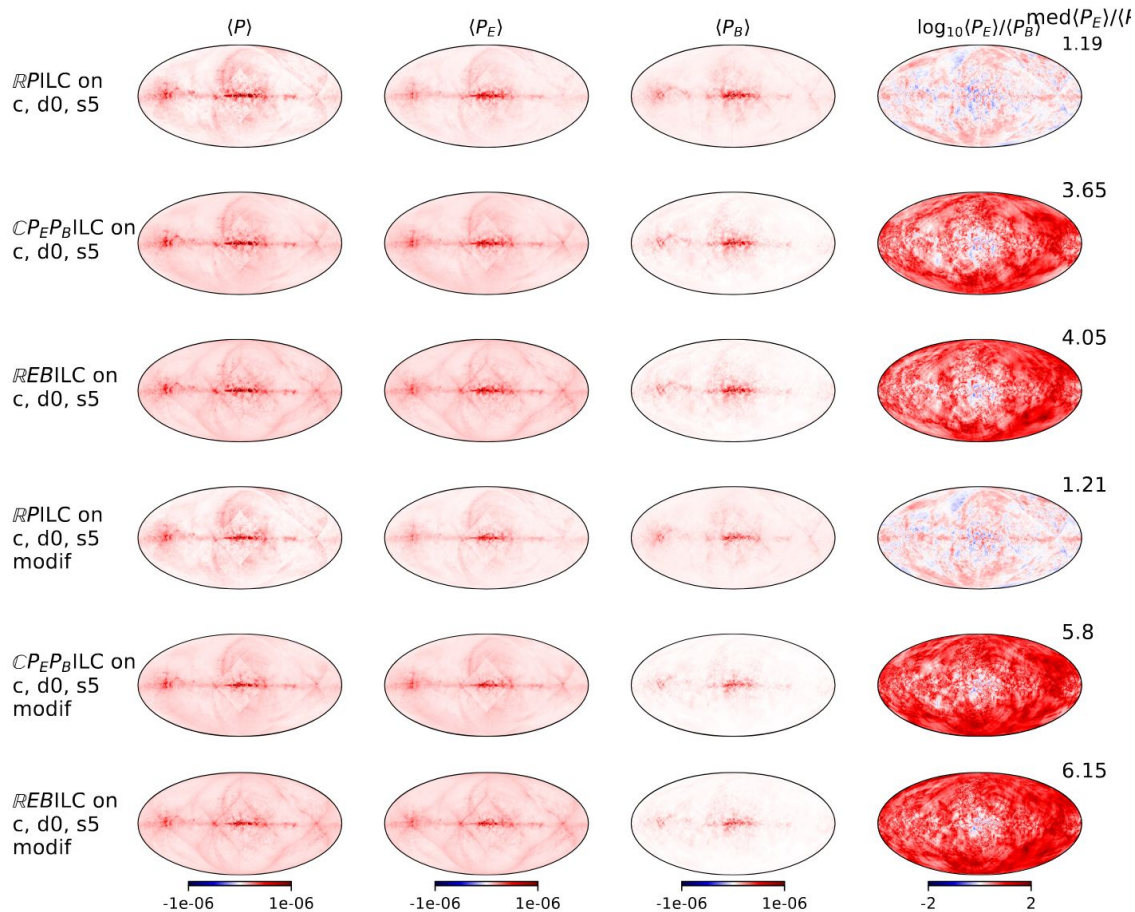 ⟨P⟩ ⟨P_E⟩ ⟨P_B⟩ log₁₀⟨P_E⟩/⟨P_B⟩ med⟨P_E⟩/⟨P
1.19
ℝPILC on
c, d0, s5
3.65
ℂP_EP_BILC on
c, d0, s5
4.05
ℝEBILC on
c, d0, s5
1.21
ℝPILC on
c, d0, s5
modif
5.8
ℂP_EP_BILC on
c, d0, s5
modif
6.15
ℝEBILC on
c, d0, s5
modif
-1e-06 1e-06 -1e-06 1e-06 -1e-06 1e-06 -2 2